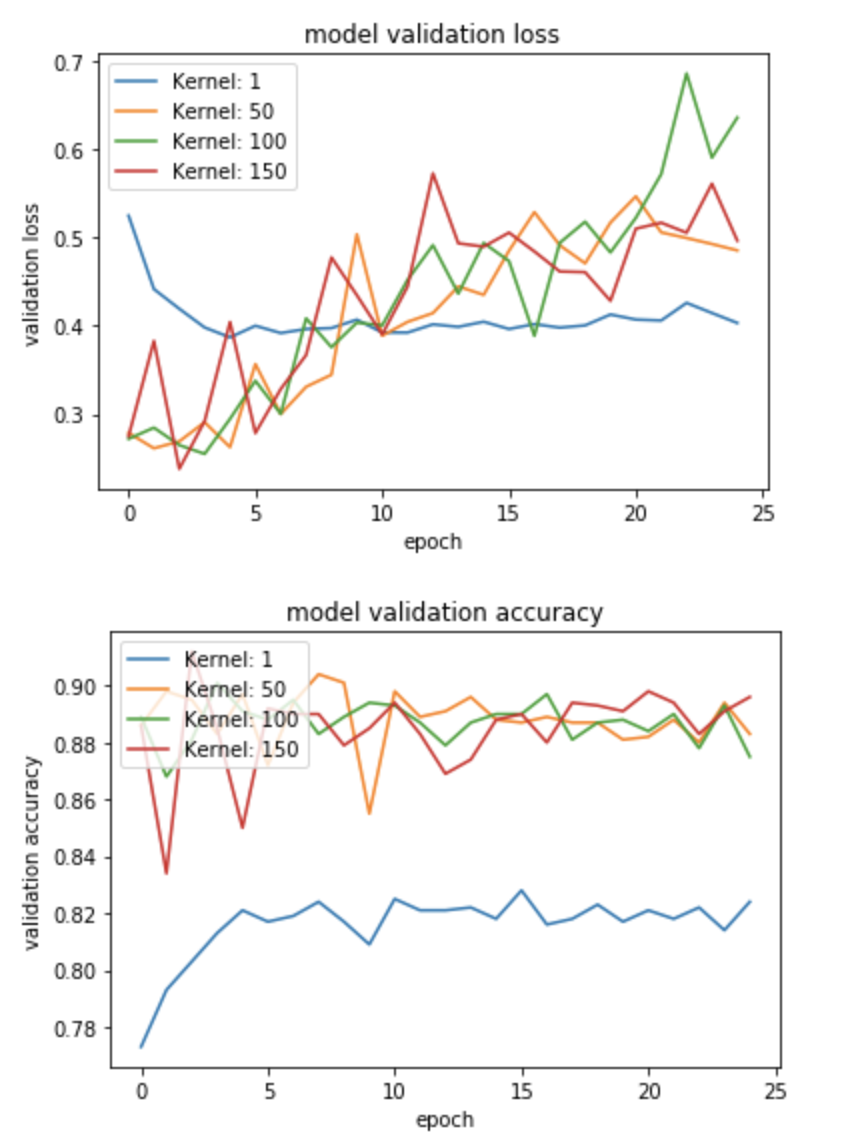 model validation loss
0.7
0.6
0.5
0.4
0.3
validation loss
Kernel: 1
Kernel: 50
Kernel: 100
Kernel: 150
0 5 10 15 20 25
epoch
model validation accuracy
0.90
0.88
0.86
0.84
0.82
0.80
0.78
validation accuracy
Kernel: 1
Kernel: 50
Kernel: 100
Kernel: 150
0 5 10 15 20 25
epoch